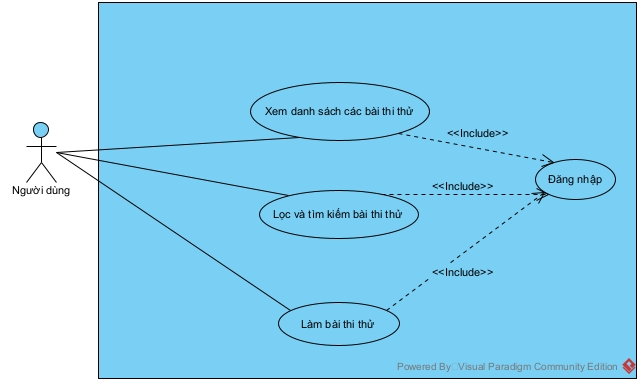 Xem danh sách các bài thi thử
<<Include>>
Đăng nhập
Người dùng
<<Include>>
Lọc và tìm kiếm bài thi thử
<<Include>>
Làm bài thi thử
Powered By Visual Paradigm Community Edition